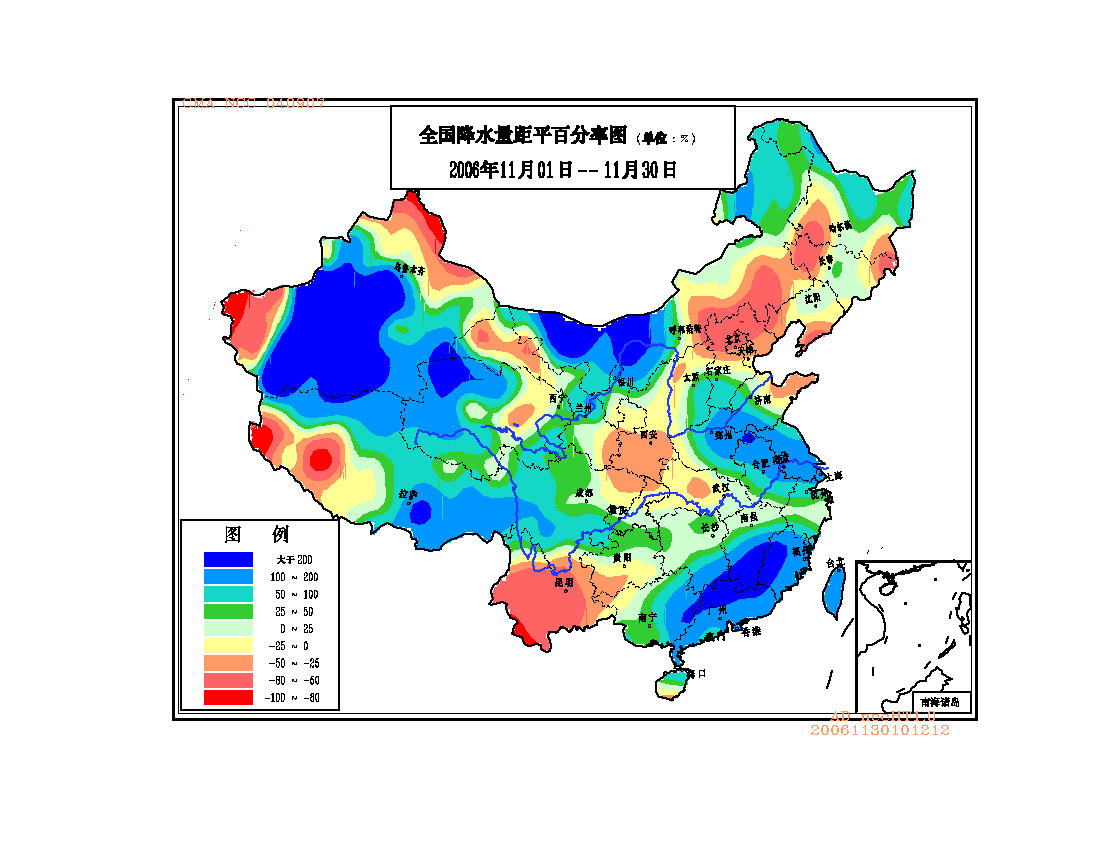 CMA NCC 040907
全国降水量距平百分率图 (单位:%)
2006年11月01日 -- 11月30日
哈尔滨
长春
乌鲁木齐
沈阳
呼和浩特
北京
天津
太原 石家庄
银川
济南
西宁
兰州
郑州
西安
合肥 南京
上海
武汉
杭州
拉萨
成都
重庆
南昌
长沙
福州
贵阳
台北
昆明
南宁
广州
澳门 香港
海口
图 例
大于200
100 ~ 200
50 ~ 100
25 ~ 50
0 ~ 25
-25 ~ 0
-50 ~ -25
-80 ~ -50
-100 ~ -80
南海诸岛
20061130101212